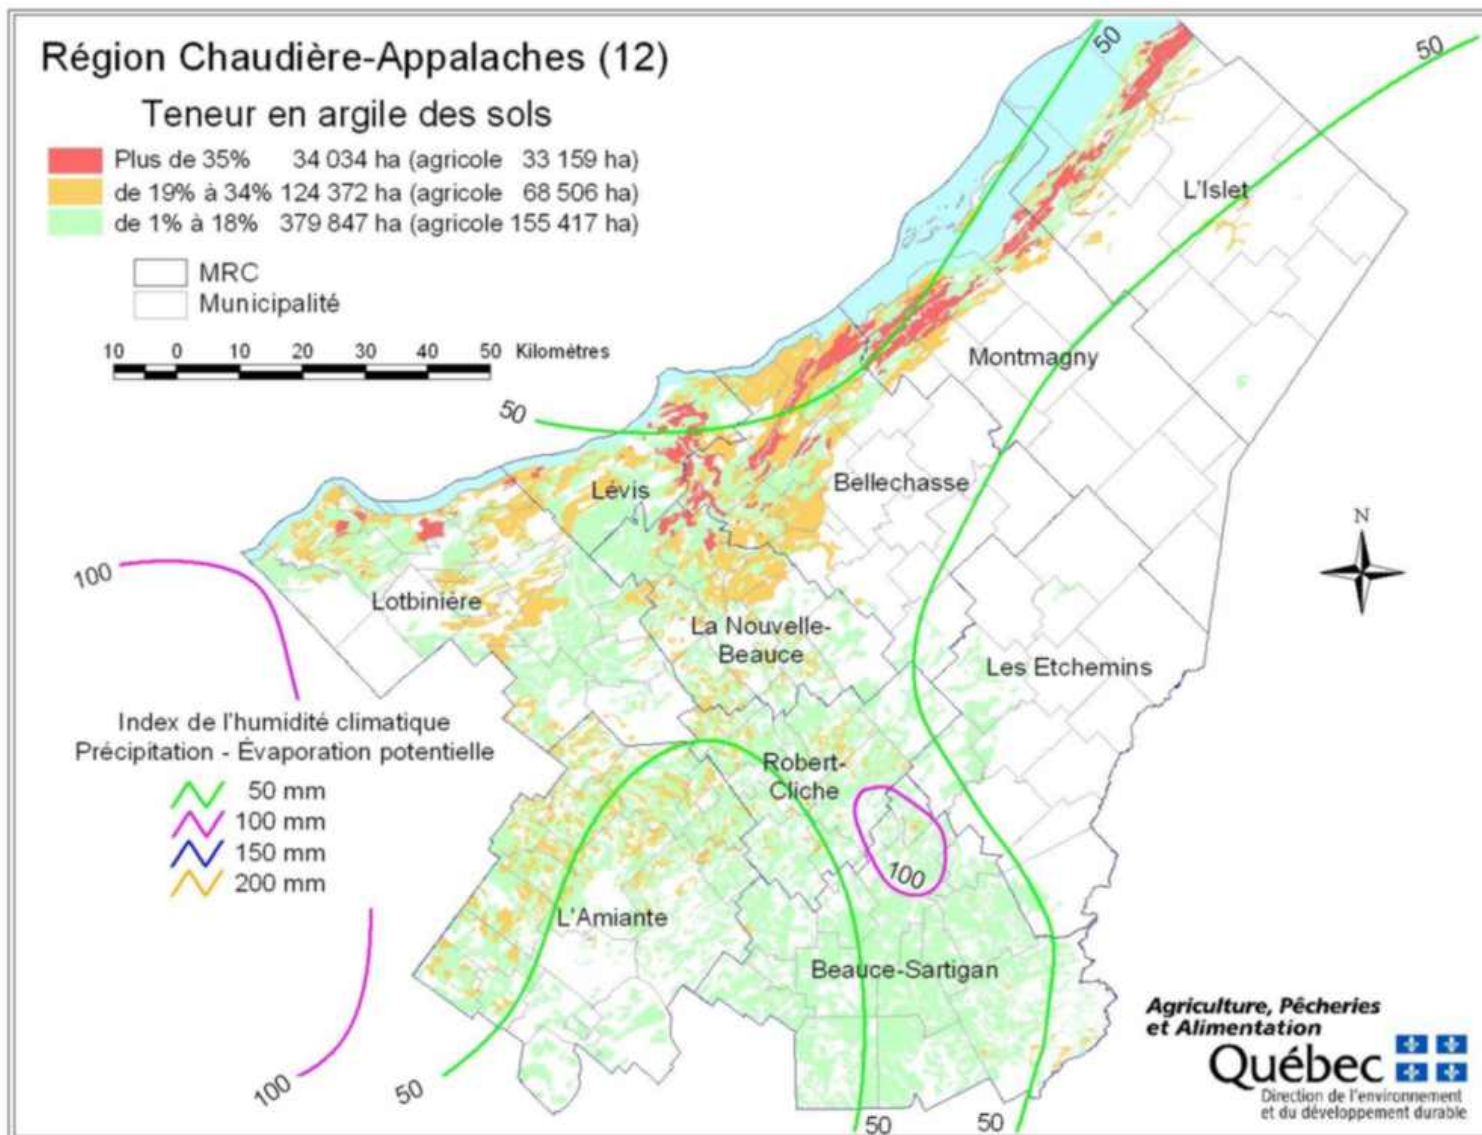 Région Chaudière-Appalaches (12)
Teneur en argile des sols
Plus de 35% 34 034 ha (agricole 33 159 ha)
de 19% à 34% 124 372 ha (agricole 68 506 ha)
de 1% à 18% 379 847 ha (agricole 155 417 ha)
MRC
Municipalité
10 0 10 20 30 40 50 Kilomètres
50
50
50
L'Islet
Montmagny
Bellechasse
Lévis
100
Lotbinière
La Nouvelle-
Beauce
Les Etchemins
N
Index de l'humidité climatique
Précipitation - Évaporation potentielle
50 mm
100 mm
150 mm
200 mm
Robert-
Cliche
100
L'Amiante
Beauce-Sartigan
100
50
50
50
Agriculture, Pêcheries
et Alimentation
Québec
Direction de l'environnement
et du développement durable